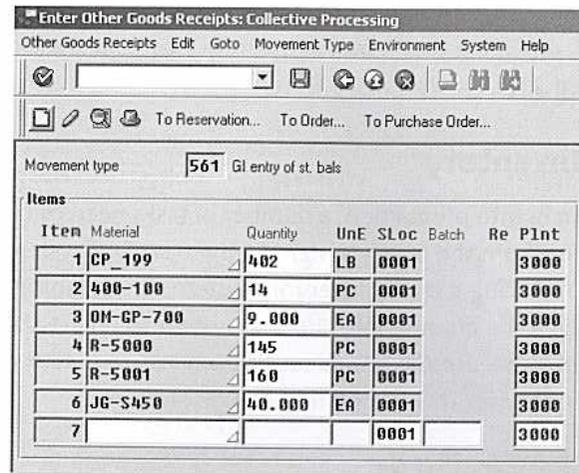 Enter Other Goods Receipts: Collective Processing
Other Goods Receipts Edit Goto Movement Type Environment System Help
To Reservation... To Order... To Purchase Order...
Movement type 561 GI entry of st. bals
Items
Item Material Quantity UnE SLoc Batch Re Plnt
1 CP_199 402 LB 0001 3000
2 400-100 14 PC 0001 3000
3 OM-GP-700 9.000 EA 0001 3000
4 R-5000 145 PC 0001 3000
5 R-5001 160 PC 0001 3000
6 JG-S450 40.000 EA 0001 3000
7 0001 3000